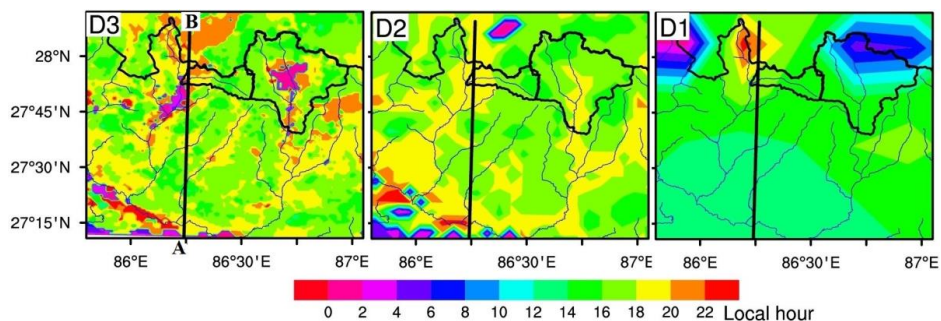 D3 B D2 D1
28°N
27°45'N
27°30'N
27°15'N
A
86°E 86°30'E 87°E 86°E 86°30'E 87°E 86°E 86°30'E 87°E
0 2 4 6 8 10 12 14 16 18 20 22 Local hour